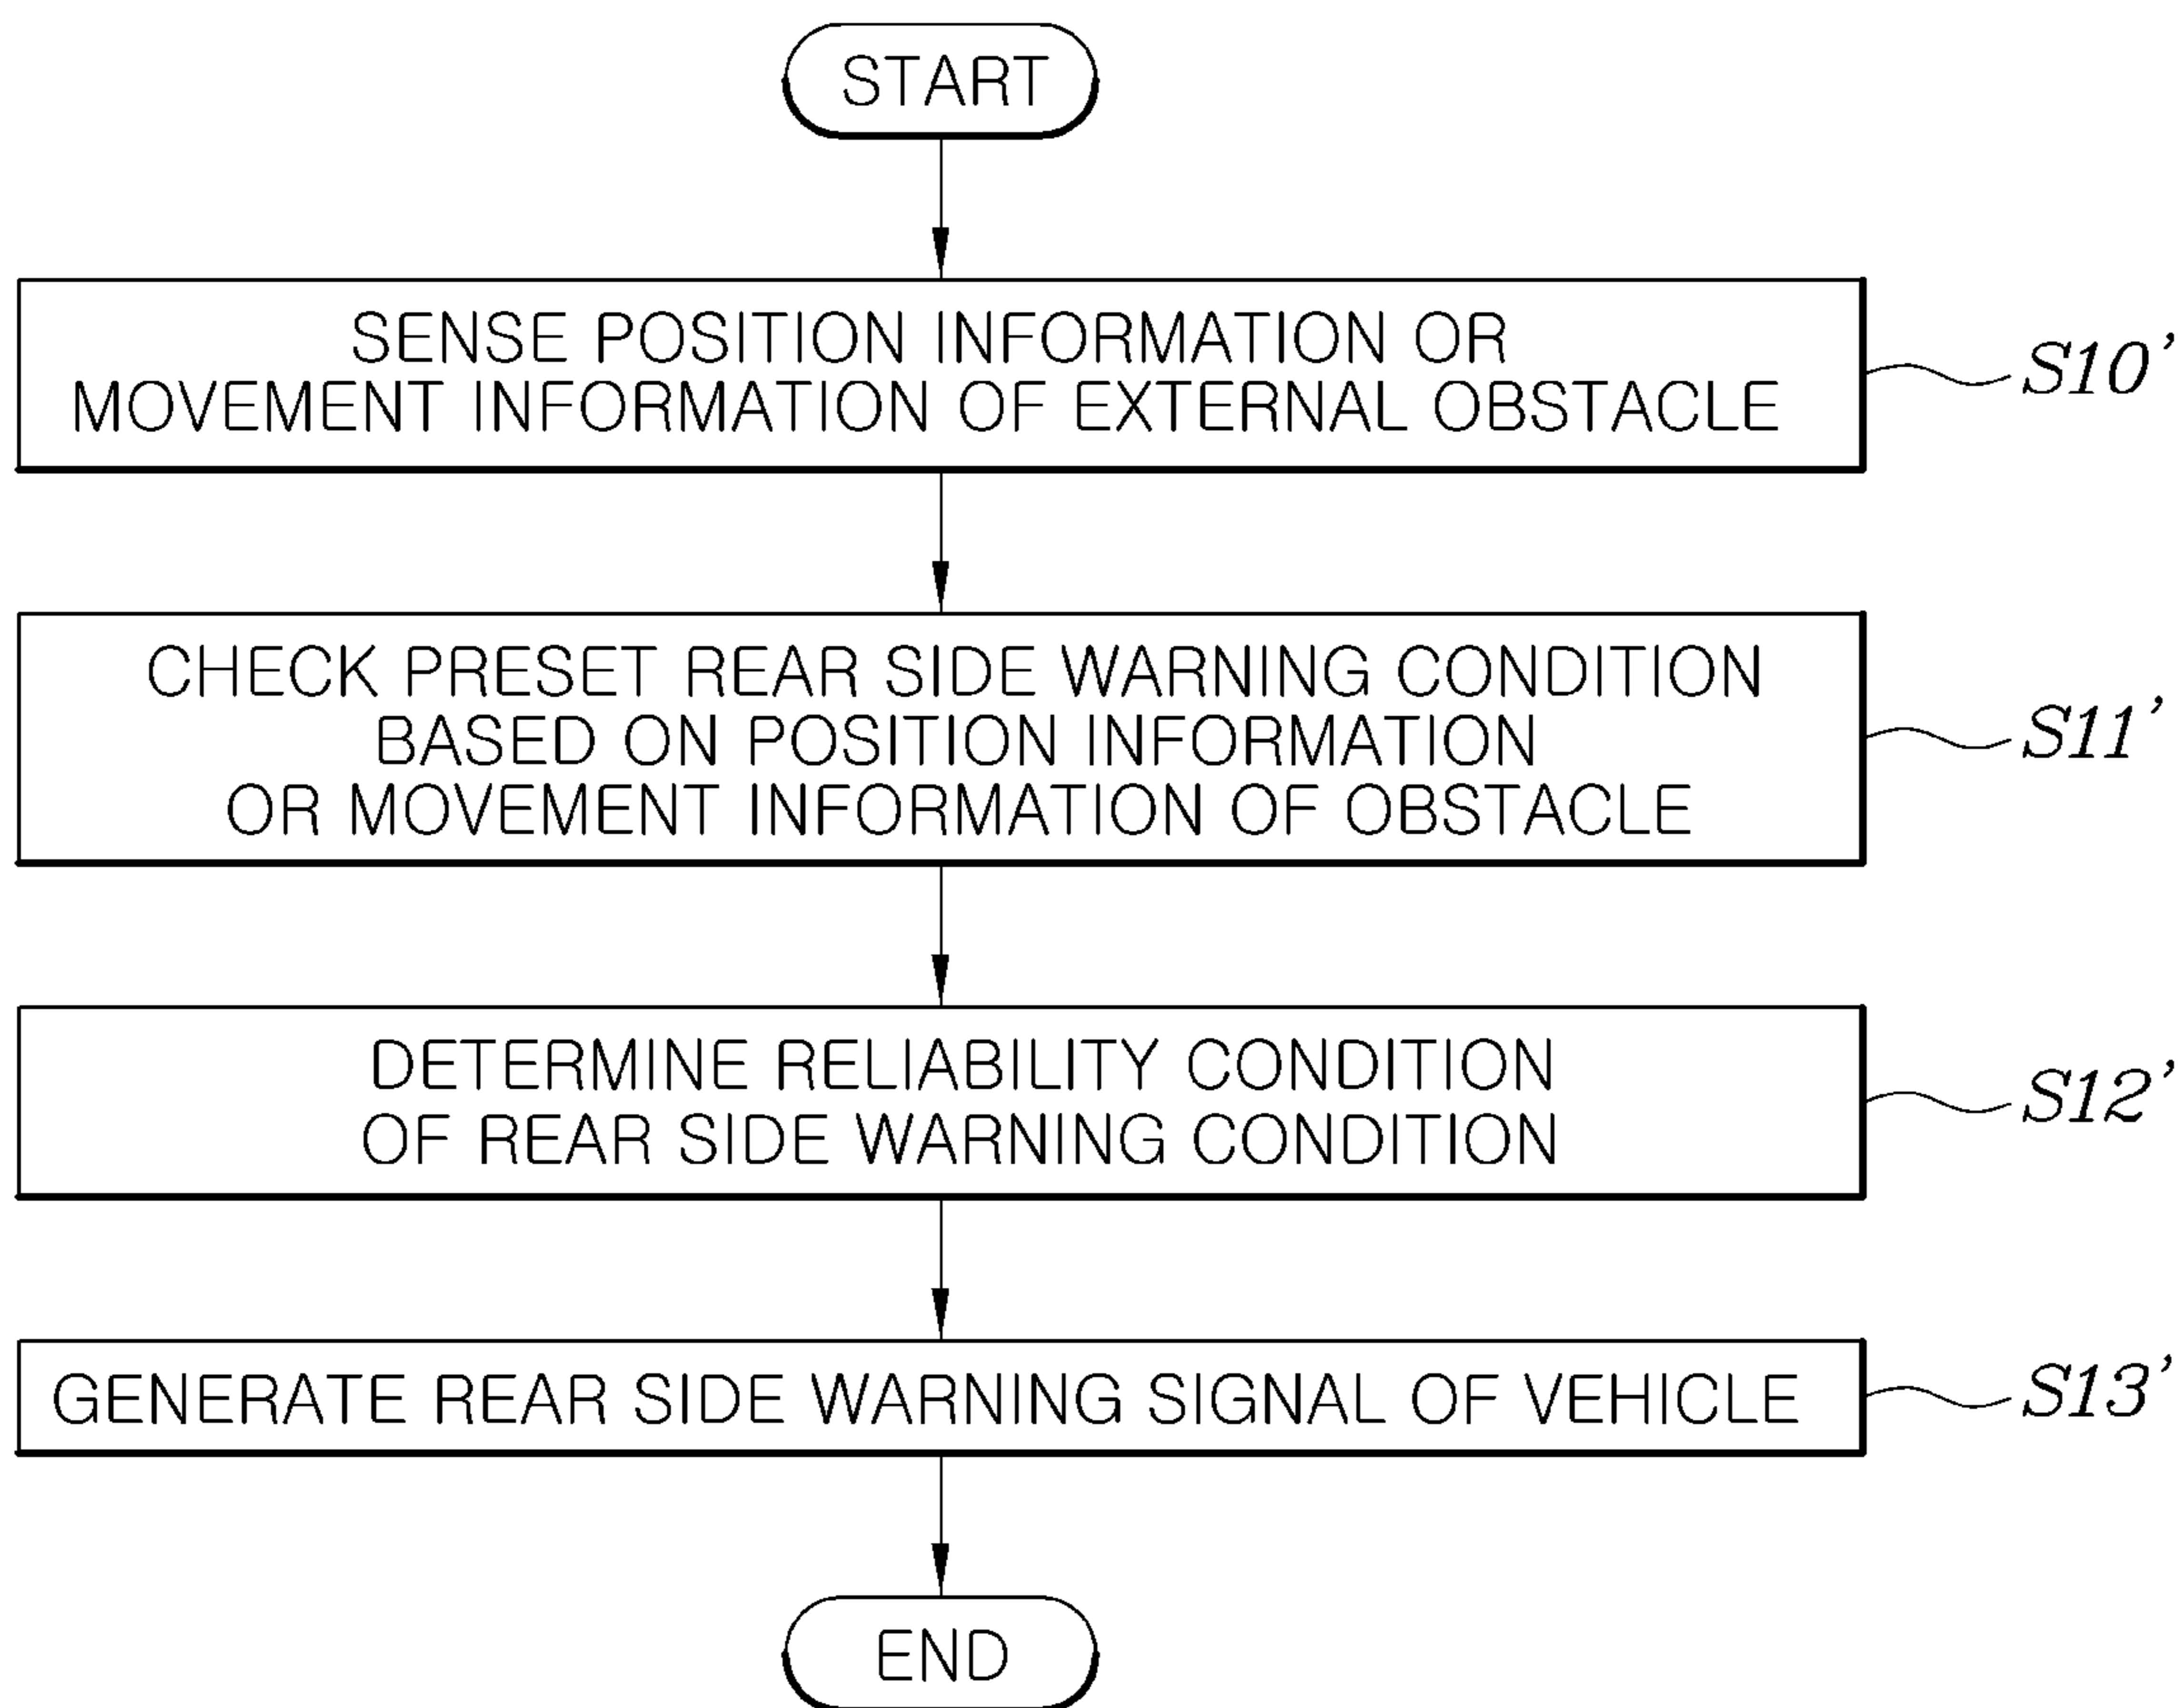 START
SENSE POSITION INFORMATION OR
MOVEMENT INFORMATION OF EXTERNAL OBSTACLE
S10'
CHECK PRESET REAR SIDE WARNING CONDITION
BASED ON POSITION INFORMATION
OR MOVEMENT INFORMATION OF OBSTACLE
S11'
DETERMINE RELIABILITY CONDITION
OF REAR SIDE WARNING CONDITION
S12'
GENERATE REAR SIDE WARNING SIGNAL OF VEHICLE
S13'
END